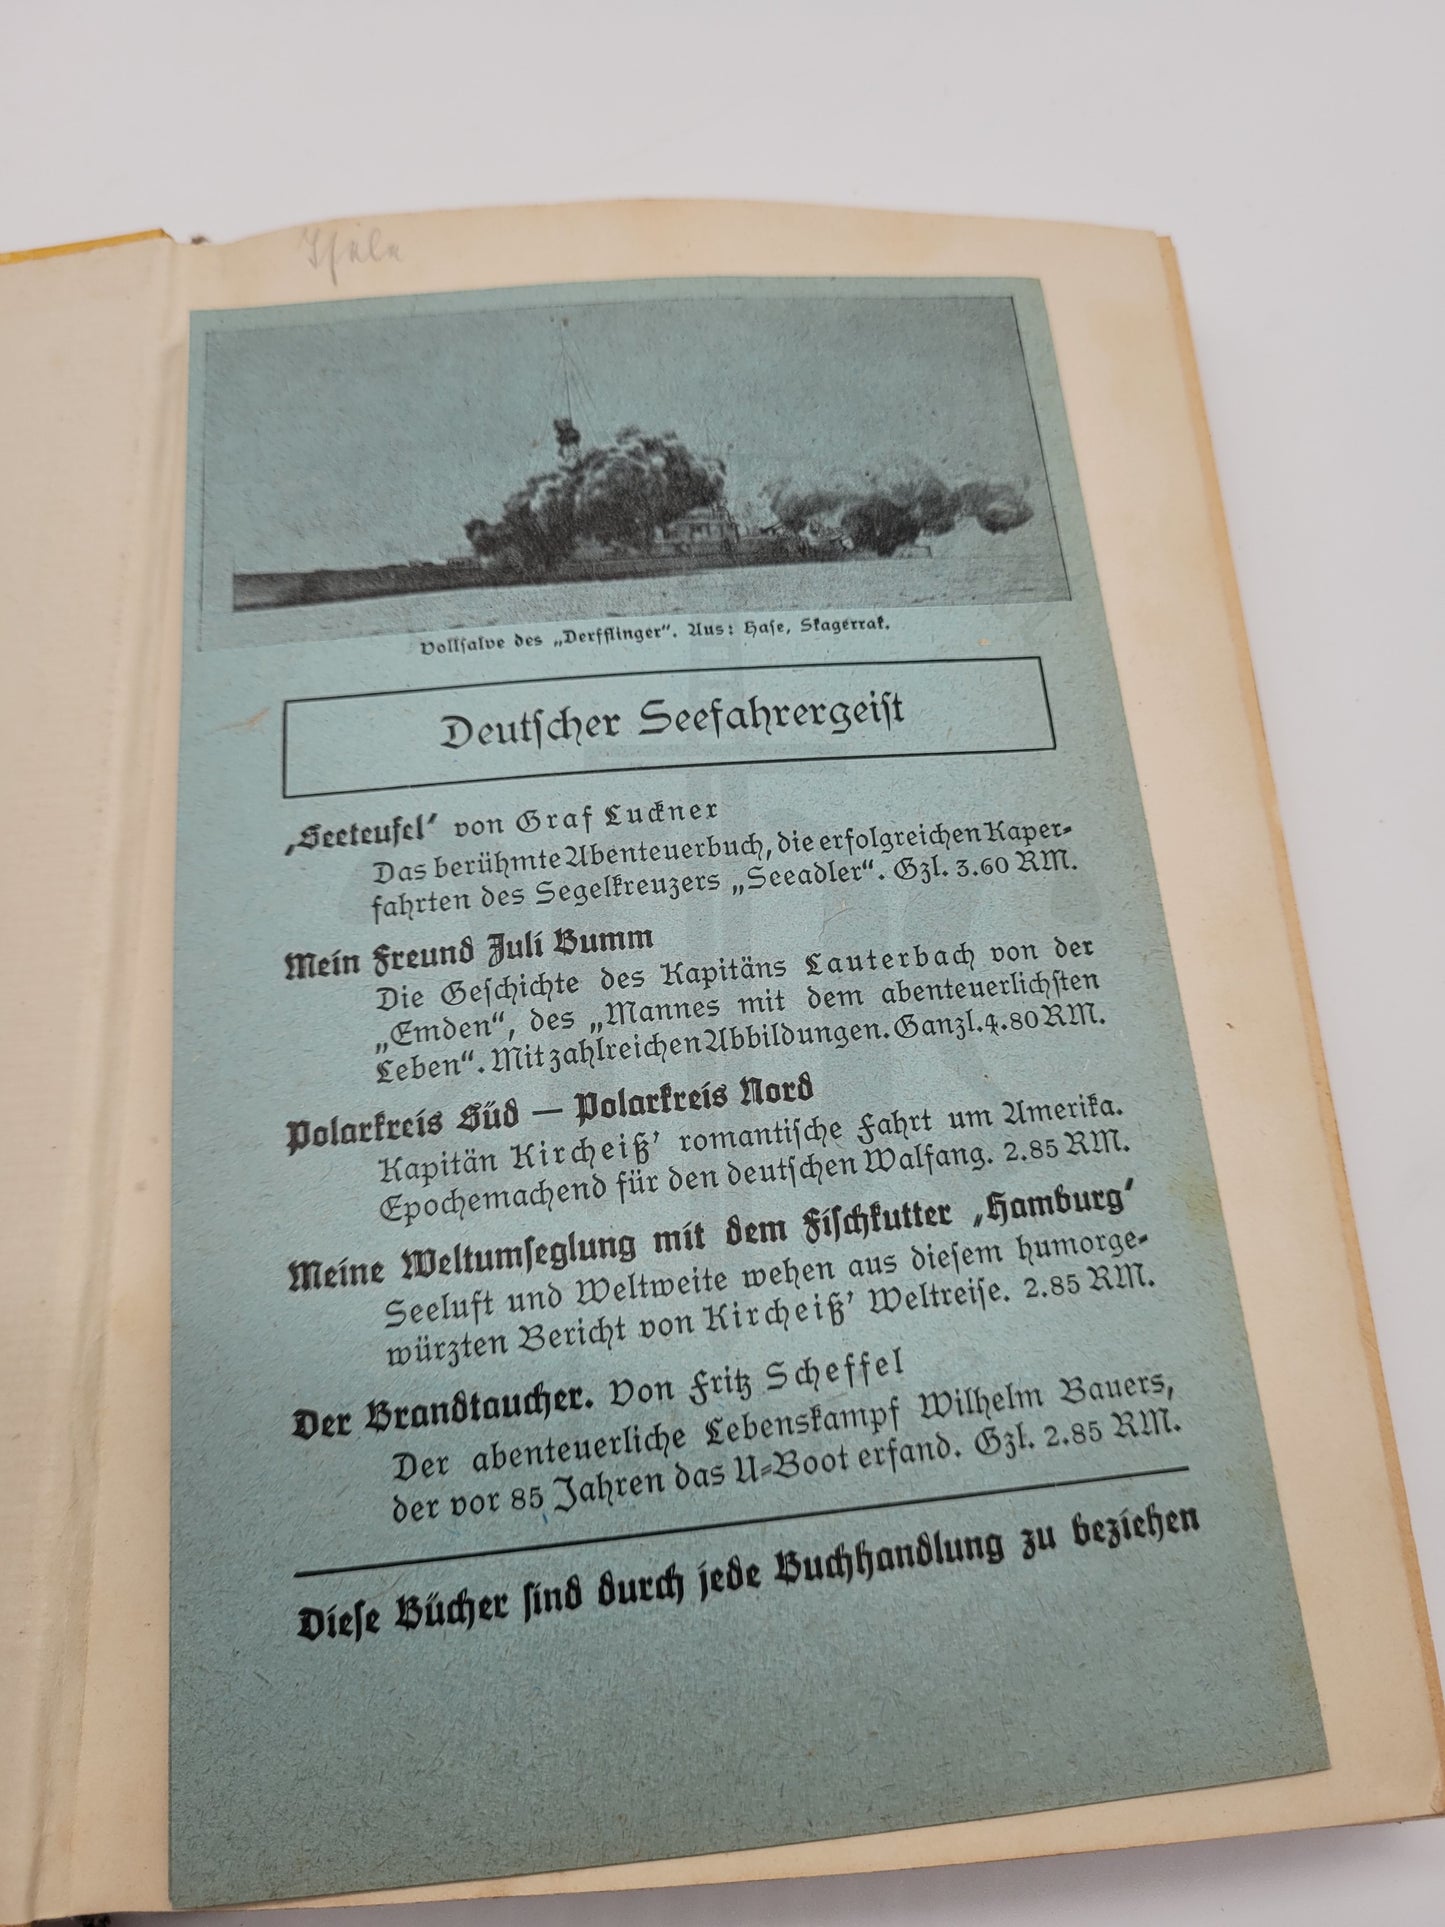 Vollsalve des „Derfflinger“. Aus: Hase, Skagerrak.
Deutscher Seefahrergeist
„Seeteufel“ von Graf Luckner
Das berühmte Abenteuerbuch, die erfolgreichen Kaper-
fahrten des Segelkreuzers „Seeadler“. Gzl. 3.60 RM.
Mein Freund Juli Bumm
Die Geschichte des Kapitäns Lauterbach von der
„Emden“, des „Mannes mit dem abenteuerlichsten
Leben“. Mit zahlreichen Abbildungen. Ganzl. 4.80 RM.
Polarkreis Süd — Polarkreis Nord
Kapitän Kircheiß' romantische Fahrt um Amerika.
Epochemachend für den deutschen Walfang. 2.85 RM.
Meine Weltumseglung mit dem Fischkutter „Hamburg“
Seeluft und Weltweite wehen aus diesem humorge-
würzten Bericht von Kircheiß' Weltreise. 2.85 RM.
Der Brandtaucher. Von Fritz Scheffel
Der abenteuerliche Lebenskampf Wilhelm Bauers,
der vor 85 Jahren das U-Boot erfand. Gzl. 2.85 RM.
Diese Bücher sind durch jede Buchhandlung zu beziehen